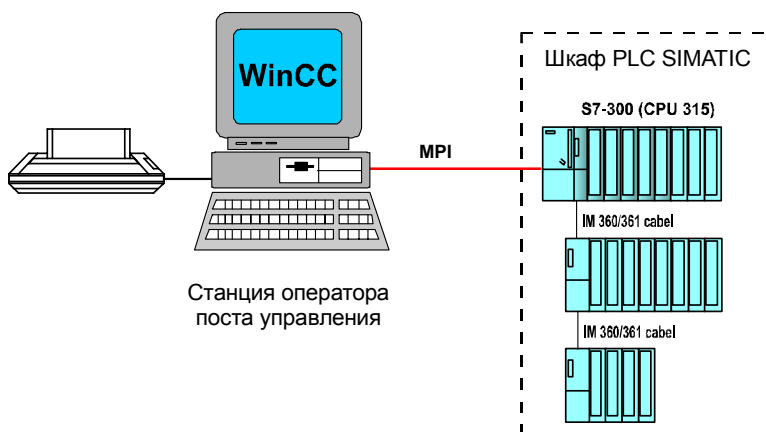 Шкаф PLC SIMATIC
WinCC
S7-300 (CPU 315)
MPI
IM 360/361 cabel
Станция оператора
поста управления
IM 360/361 cabel